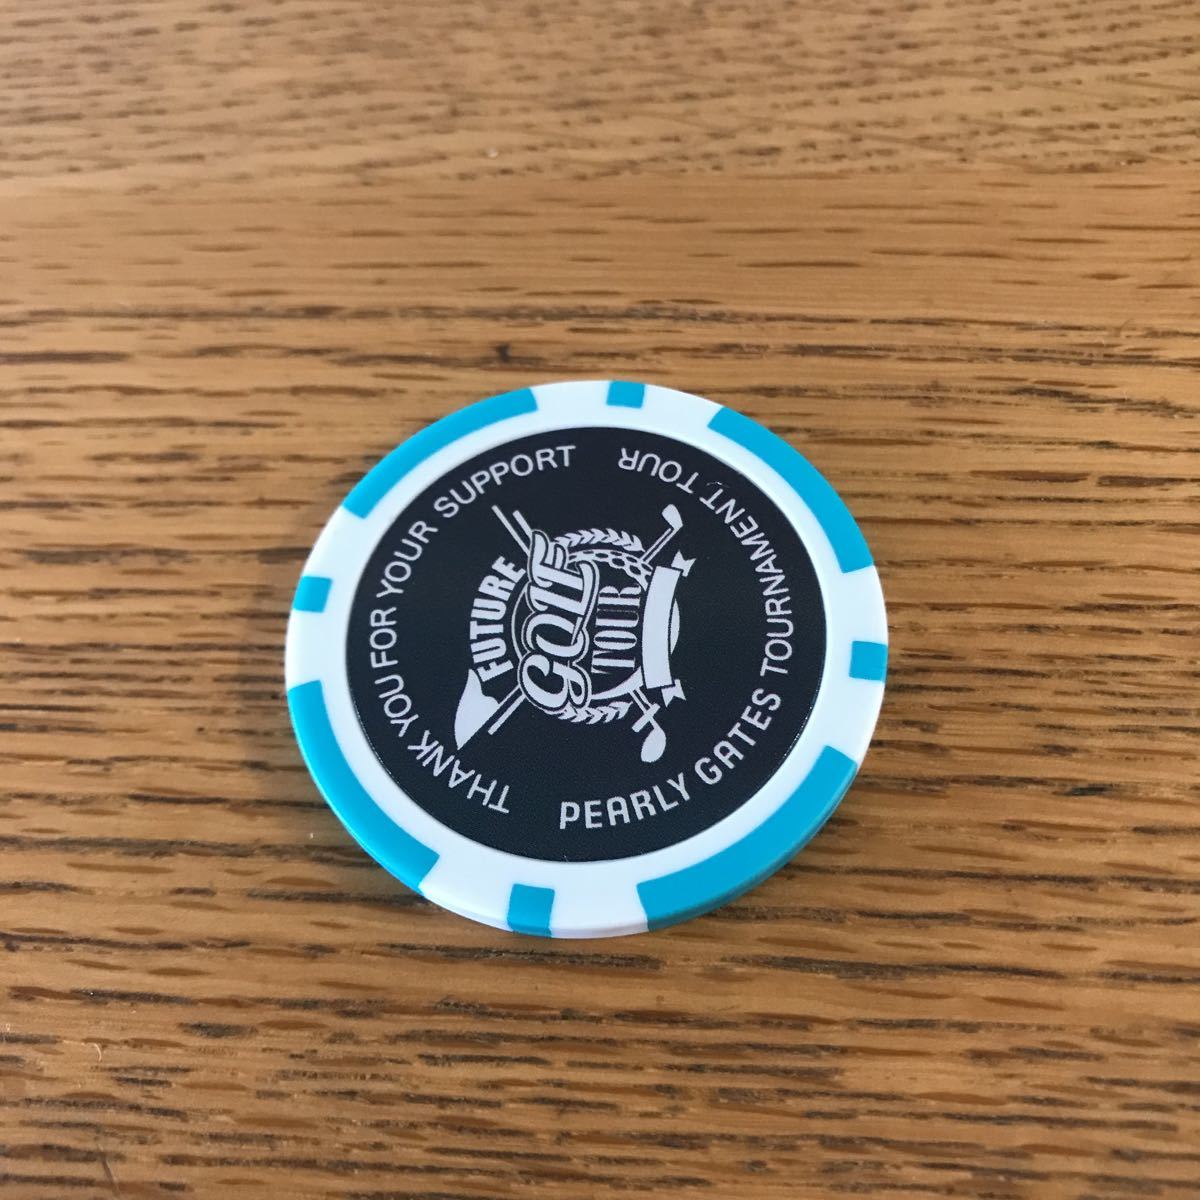 THANK YOU FOR YOUR SUPPORT
FUTURE
GOLF
TOUR
PEARLY GATES TOURNAMENT TOUR